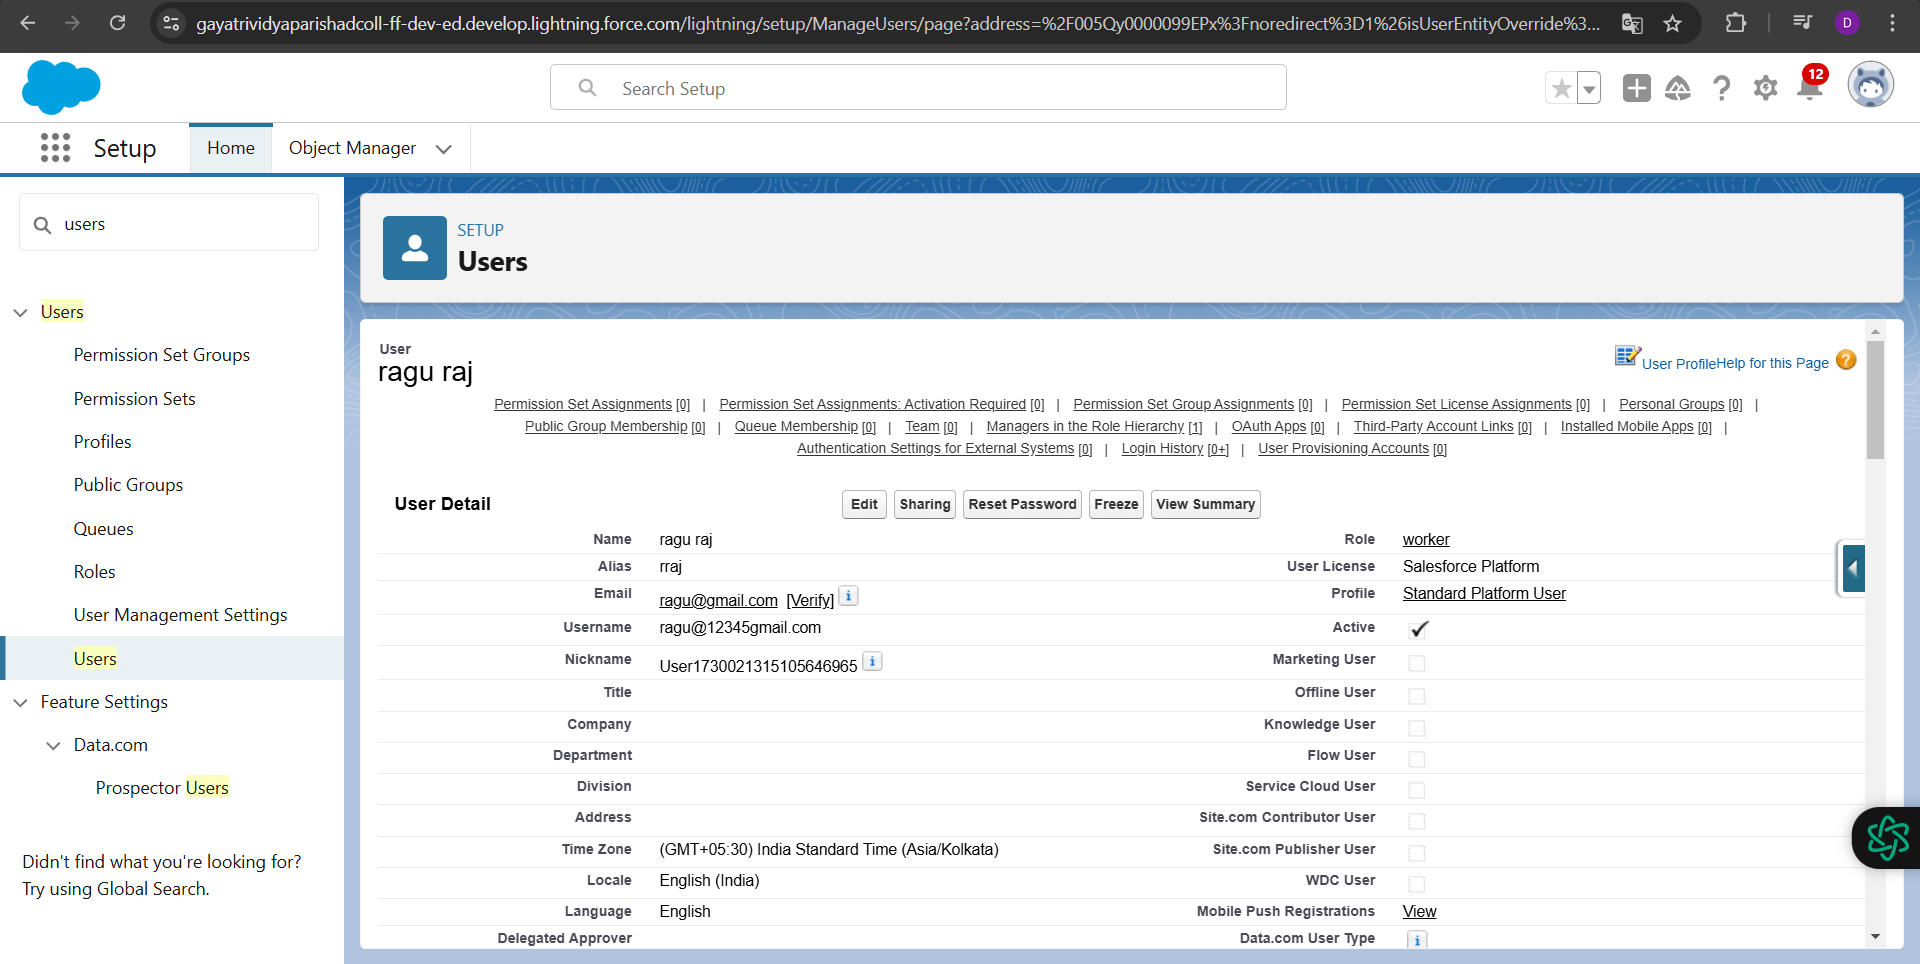 gayatrividyaparishadcoll-ff-dev-ed.develop.lightning.force.com/lightning/setup/ManageUsers/page?address=%2F005Qy0000099EPx%3Fnoredirect%3D1%26isUserEntityOverride%3...
D
Search Setup
12
Setup
Home
Object Manager
users
Users
Permission Set Groups
Permission Sets
Profiles
Public Groups
Queues
Roles
User Management Settings
Users
Feature Settings
Data.com
Prospector Users
Didn't find what you're looking for?
Try using Global Search.
SETUP
Users
User
ragu raj
User Profile Help for this Page ?
Permission Set Assignments [0] | Permission Set Assignments: Activation Required [0] | Permission Set Group Assignments [0] | Permission Set License Assignments [0] | Personal Groups [0] |
Public Group Membership [0] | Queue Membership [0] | Team [0] | Managers in the Role Hierarchy [1] | OAuth Apps [0] | Third-Party Account Links [0] | Installed Mobile Apps [0] |
Authentication Settings for External Systems [0] | Login History [0+] | User Provisioning Accounts [0]
User Detail
Edit Sharing Reset Password Freeze View Summary
Name ragu raj Role worker
Alias rraj User License Salesforce Platform
Email ragu@gmail.com [Verify] i Profile Standard Platform User
Username ragu@12345gmail.com Active
Nickname User1730021315105646965 i Marketing User
Title Offline User
Company Knowledge User
Department Flow User
Division Service Cloud User
Address Site.com Contributor User
Time Zone (GMT+05:30) India Standard Time (Asia/Kolkata) Site.com Publisher User
Locale English (India) WDC User
Language English Mobile Push Registrations View
Delegated Approver Data.com User Type i